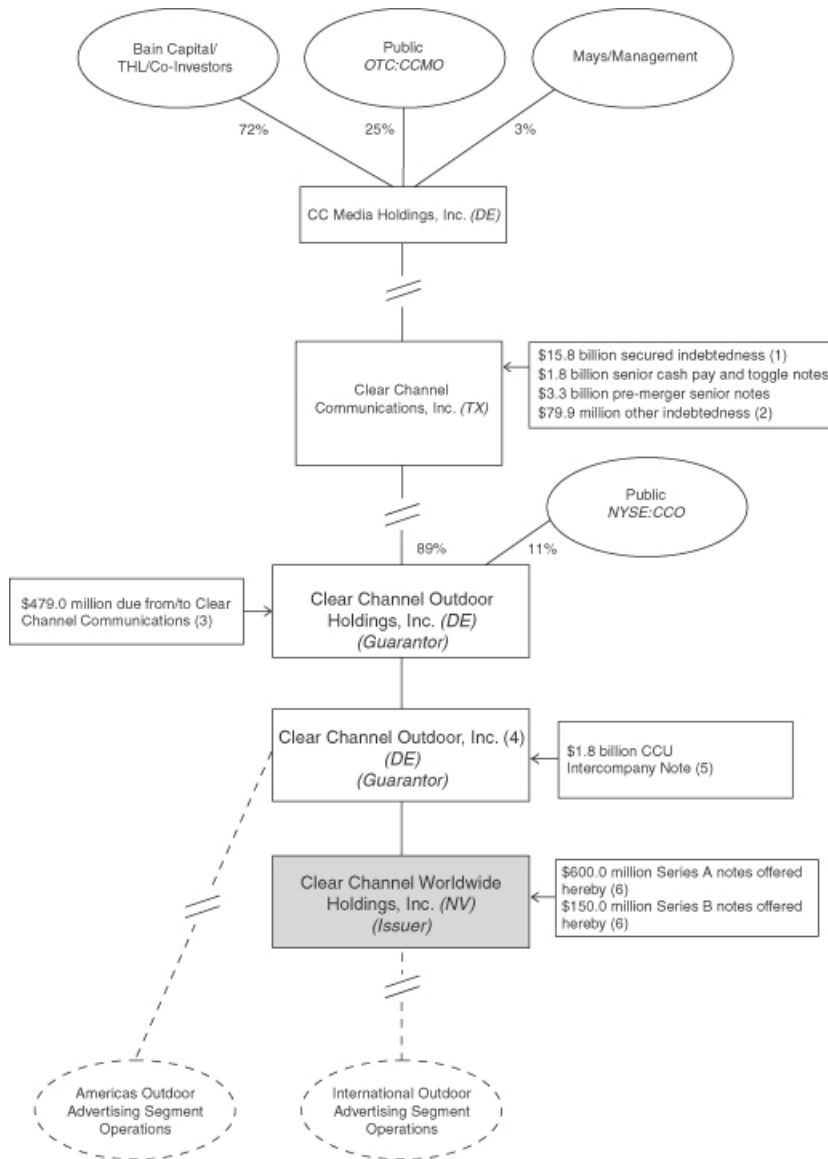 Bain Capital/
THL/Co-Investors
Public
OTC:CCMO
Mays/Management
72%
25%
3%
CC Media Holdings, Inc. (DE)
Clear Channel
Communications, Inc. (TX)
$15.8 billion secured indebtedness (1)
$1.8 billion senior cash pay and toggle notes
$3.3 billion pre-merger senior notes
$79.9 million other indebtedness (2)
Public
NYSE:CCO
89%
11%
$479.0 million due from/to Clear
Channel Communications (3)
Clear Channel Outdoor
Holdings, Inc. (DE)
(Guarantor)
Clear Channel Outdoor, Inc. (4)
(DE)
(Guarantor)
$1.8 billion CCU
Intercompany Note (5)
Clear Channel Worldwide
Holdings, Inc. (NV)
(Issuer)
$600.0 million Series A notes offered
hereby (6)
$150.0 million Series B notes offered
hereby (6)
Americas Outdoor
Advertising Segment
Operations
International Outdoor
Advertising Segment
Operations